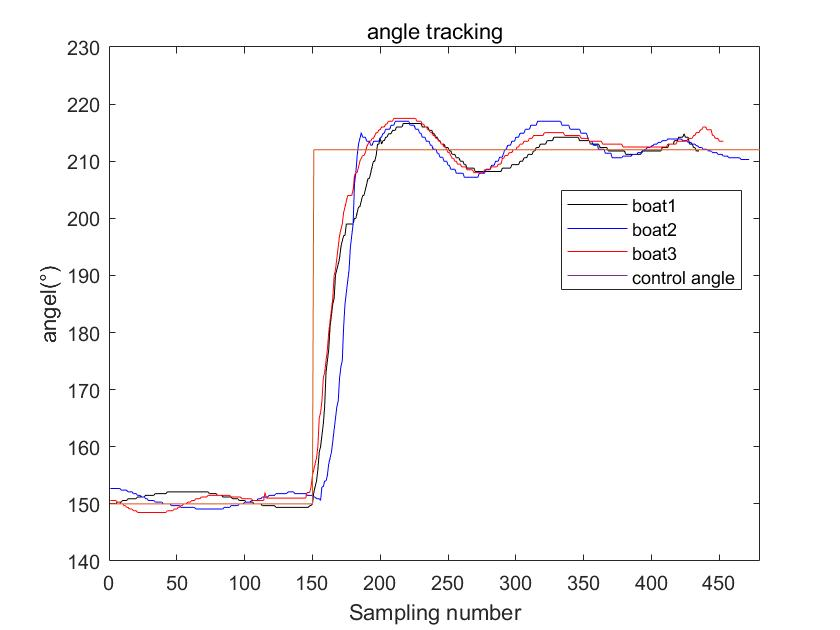 angle tracking
230
220
210
200
190
180
170
160
150
140
angel(°)
boat1
boat2
boat3
control angle
0 50 100 150 200 250 300 350 400 450
Sampling number